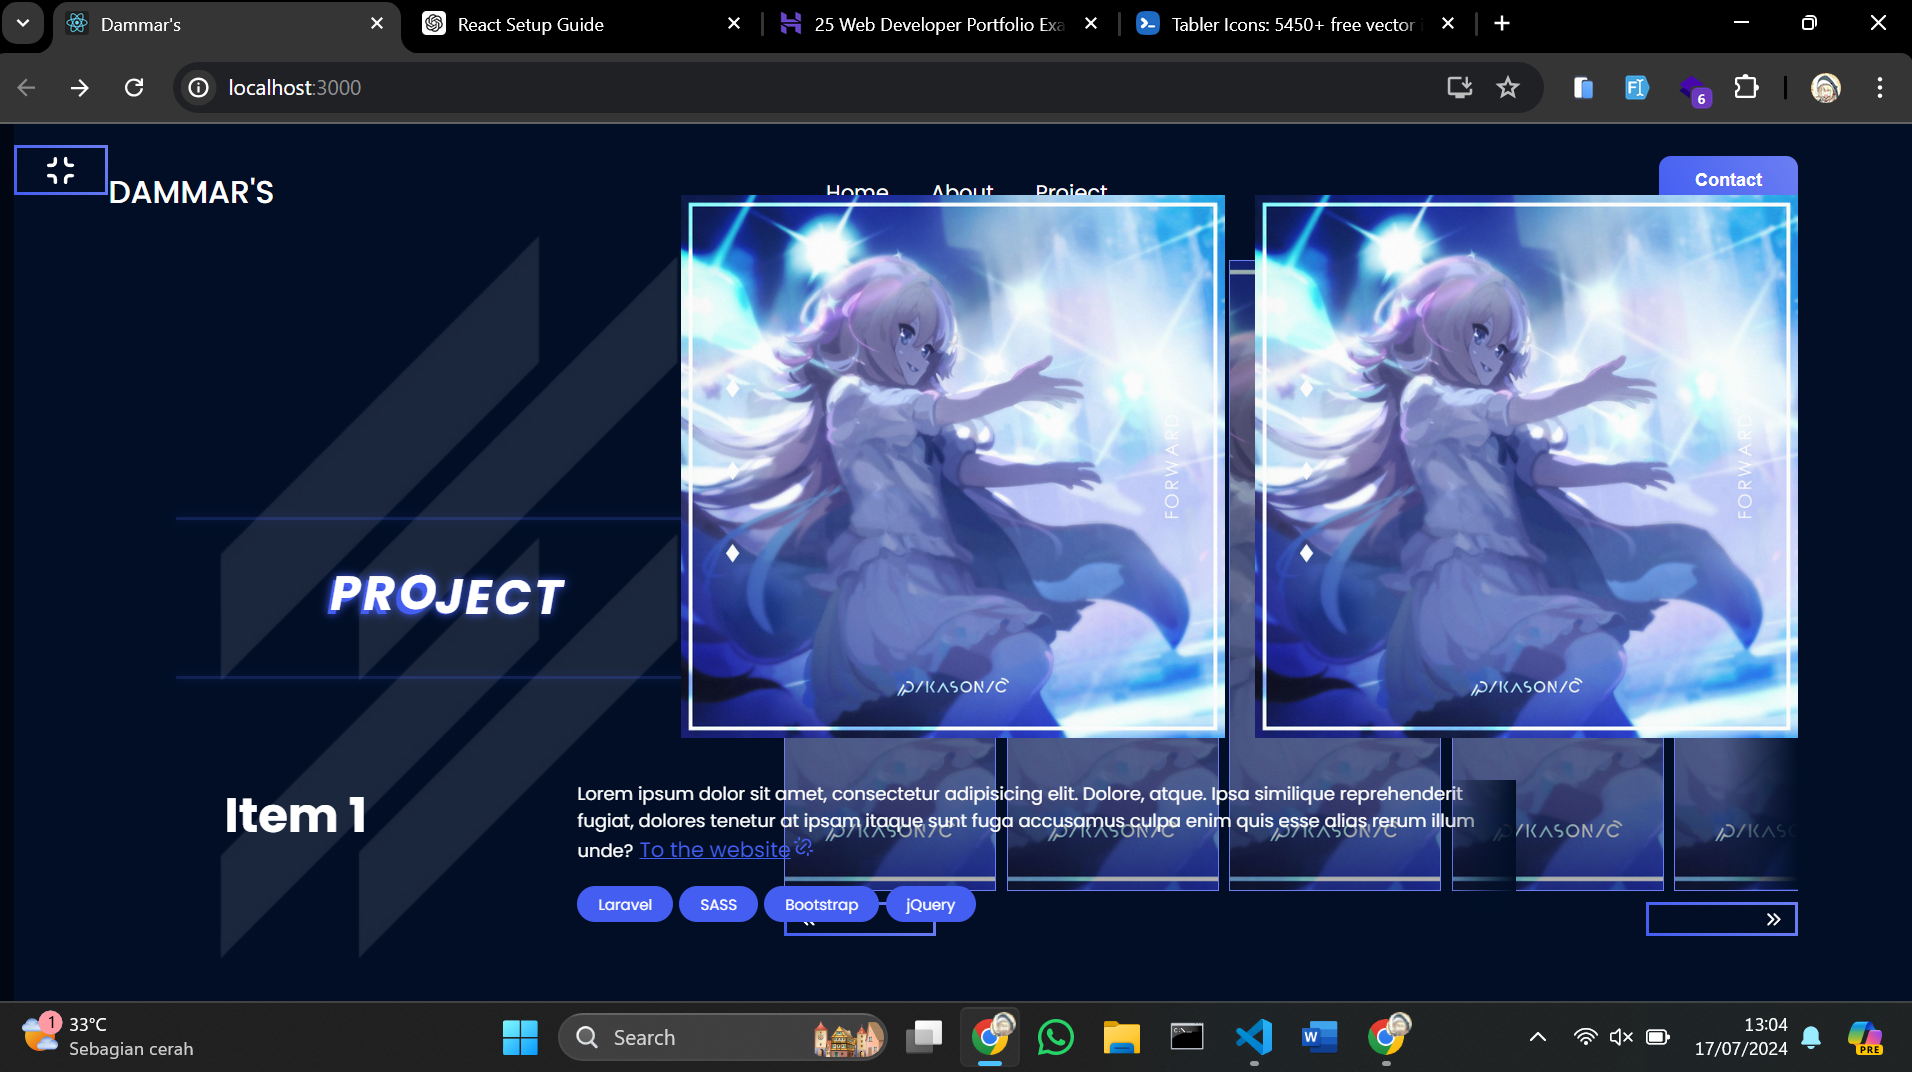 Dammar's
React Setup Guide
25 Web Developer Portfolio Exa
Tabler Icons: 5450+ free vector i
localhost:3000
6
DAMMAR'S
Home
About
Project
Contact
FORWARD
FORWARD
PROJECT
P/KASON/C
P/KASON/C
Item 1
Lorem ipsum dolor sit amet, consectetur adipisicing elit. Dolore, atque. Ipsa similique reprehenderit
fugiat, dolores tenetur at ipsam itaque sunt fuga accusamus culpa enim quis esse alias rerum illum
unde? To the website
P/KASON/C
P/KASON/C
P/KASON/C
P/KASON/C
Laravel
SASS
Bootstrap
jQuery
1
33°C
Sebagian cerah
Search
13:04
17/07/2024
PRE